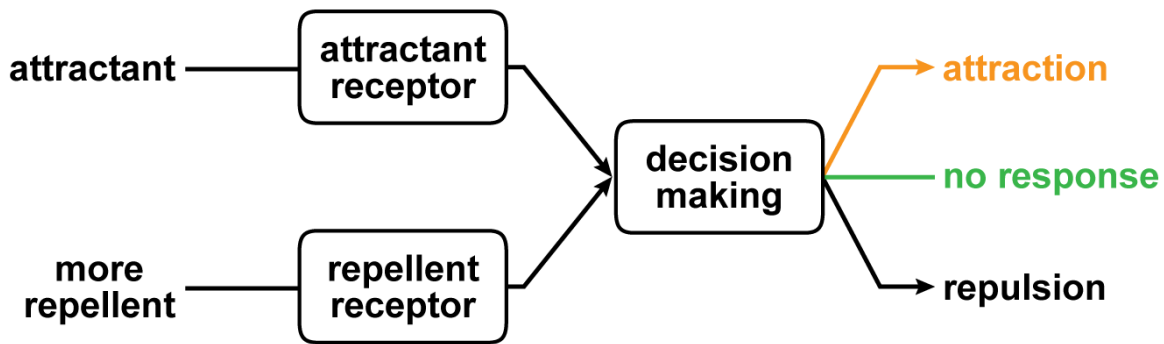 attractant
attractant
receptor
more
repellent
repellent
receptor
decision
making
attraction
no response
repulsion